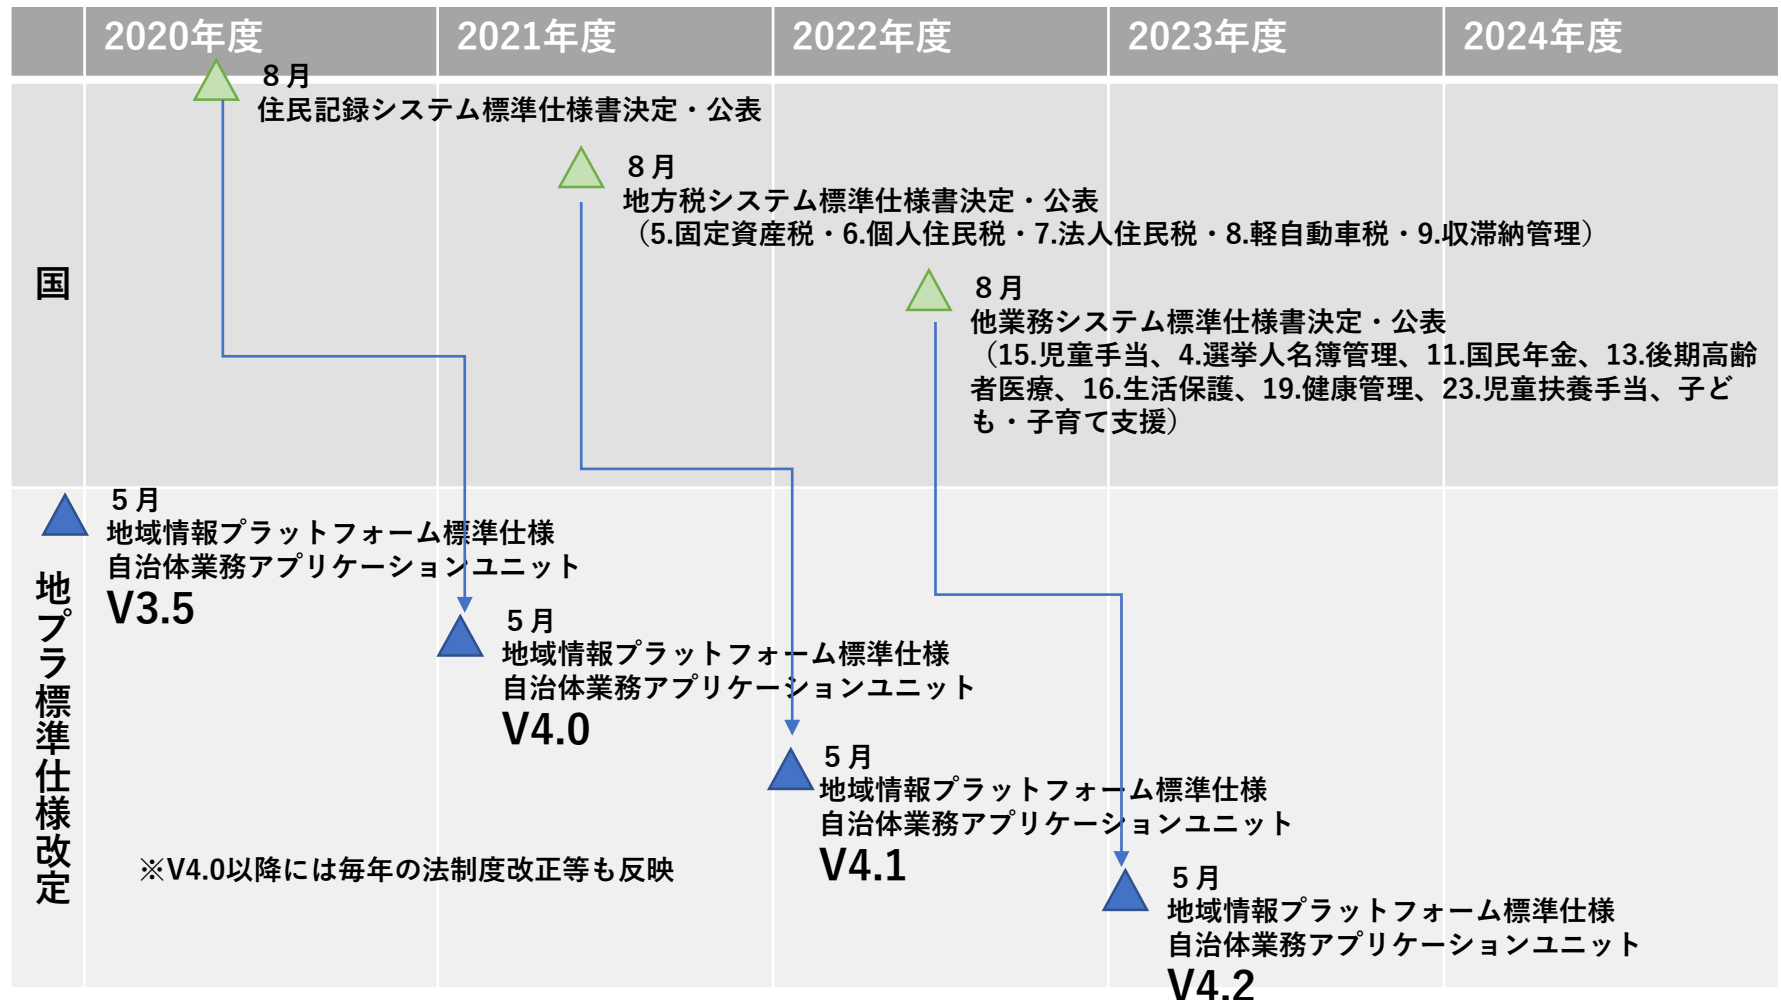 2020年度
2021年度
2022年度
2023年度
2024年度
国
８月
住民記録システム標準仕様書決定・公表
８月
地方税システム標準仕様書決定・公表
（5.固定資産税・6.個人住民税・7.法人住民税・8.軽自動車税・9.収滞納管理）
８月
他業務システム標準仕様書決定・公表
（15.児童手当、4.選挙人名簿管理、11.国民年金、13.後期高齢
者医療、16.生活保護、19.健康管理、23.児童扶養手当、子ど
も・子育て支援）
地プラ標準仕様改定
５月
地域情報プラットフォーム標準仕様
自治体業務アプリケーションユニット
V3.5
５月
地域情報プラットフォーム標準仕様
自治体業務アプリケーションユニット
V4.0
５月
地域情報プラットフォーム標準仕様
自治体業務アプリケーションユニット
V4.1
※V4.0以降には毎年の法制度改正等も反映
５月
地域情報プラットフォーム標準仕様
自治体業務アプリケーションユニット
V4.2